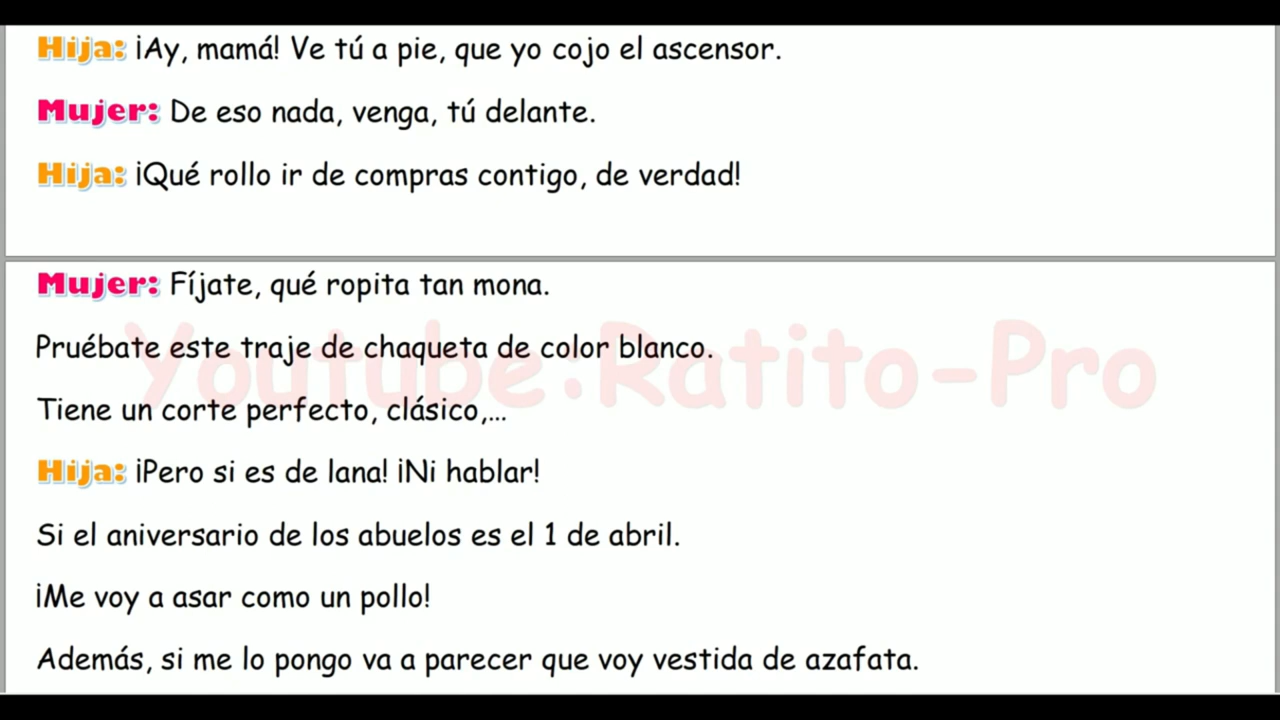 Hija: ¡Ay, mamá! Ve tú a pie, que yo cojo el ascensor.
Mujer: De eso nada, venga, tú delante.
Hija: ¡Qué rollo ir de compras contigo, de verdad!
Mujer: Fíjate, qué ropita tan mona.
Pruébate este traje de chaqueta de color blanco.
Youtube:Ratito-Pro
Tiene un corte perfecto, clásico,...
Hija: ¡Pero si es de lana! ¡Ni hablar!
Si el aniversario de los abuelos es el 1 de abril.
¡Me voy a asar como un pollo!
Además, si me lo pongo va a parecer que voy vestida de azafata.